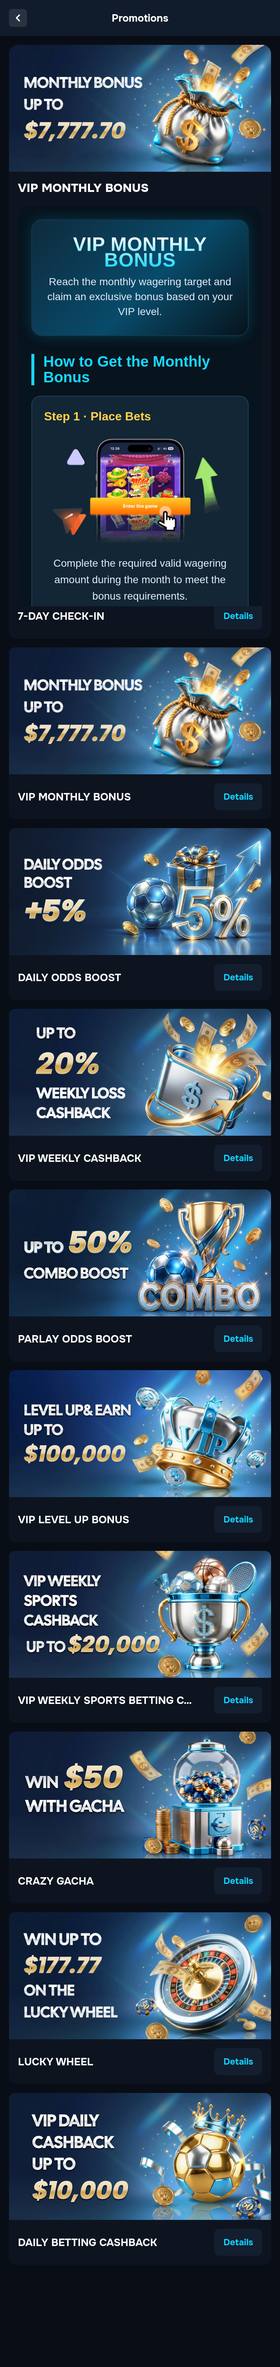 Promotions
MONTHLY BONUS
UP TO
$7,777.70
VIP MONTHLY BONUS
VIP MONTHLY
BONUS
Reach the monthly wagering target and
claim an exclusive bonus based on your
VIP level.
How to Get the Monthly
Bonus
Step 1 · Place Bets
Enter the game
Complete the required valid wagering
amount during the month to meet the
bonus requirements.
7-DAY CHECK-IN
Details
MONTHLY BONUS
UP TO
$7,777.70
$
VIP MONTHLY BONUS
Details
DAILY ODDS
BOOST
+5%
5%
DAILY ODDS BOOST
Details
UP TO
20%
WEEKLY LOSS
CASHBACK
$
VIP WEEKLY CASHBACK
Details
UP TO 50%
COMBO BOOST
COMBO
PARLAY ODDS BOOST
Details
LEVEL UP& EARN
UP TO
$100,000
VIP
VIP LEVEL UP BONUS
Details
VIP WEEKLY
SPORTS
CASHBACK
UP TO $20,000
$
VIP WEEKLY SPORTS BETTING C...
Details
WIN $50
WITH GACHA
€
CRAZY GACHA
Details
WIN UP TO
$177.77
ON THE
LUCKY WHEEL
LUCKY WHEEL
Details
VIP DAILY
CASHBACK
UP TO
$10,000
DAILY BETTING CASHBACK
Details